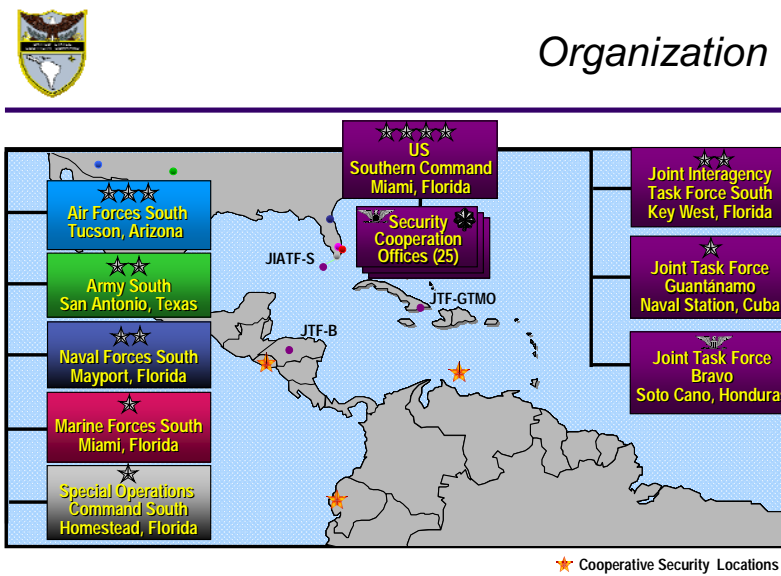 Organization
US
Southern Command
Miami, Florida
Security
Cooperation
Offices (25)
Air Forces South
Tucson, Arizona
Army South
San Antonio, Texas
Naval Forces South
Mayport, Florida
Marine Forces South
Miami, Florida
Special Operations
Command South
Homestead, Florida
Joint Interagency
Task Force South
Key West, Florida
Joint Task Force
Guantánamo
Naval Station, Cuba
Joint Task Force
Bravo
Soto Cano, Honduras
JIATF-S
JTF-GTMO
JTF-B
Cooperative Security Locations